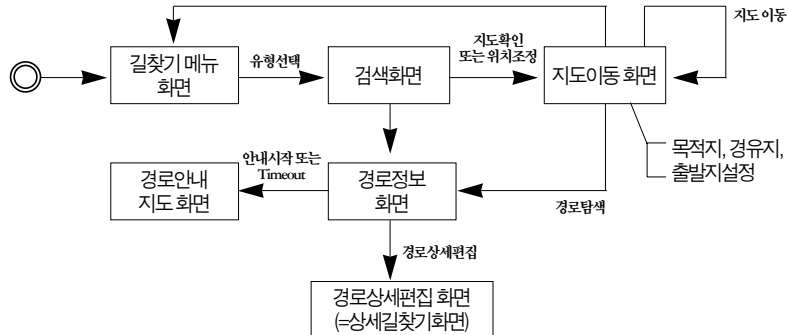 지도 이동
길찾기 메뉴
화면
유형선택
검색화면
지도확인
또는 위치조정
지도이동 화면
목적지, 경유지,
출발지설정
경로안내
지도 화면
안내시작 또는
Timeout
경로정보
화면
경로탐색
경로상세편집
경로상세편집 화면
(=상세길찾기화면)